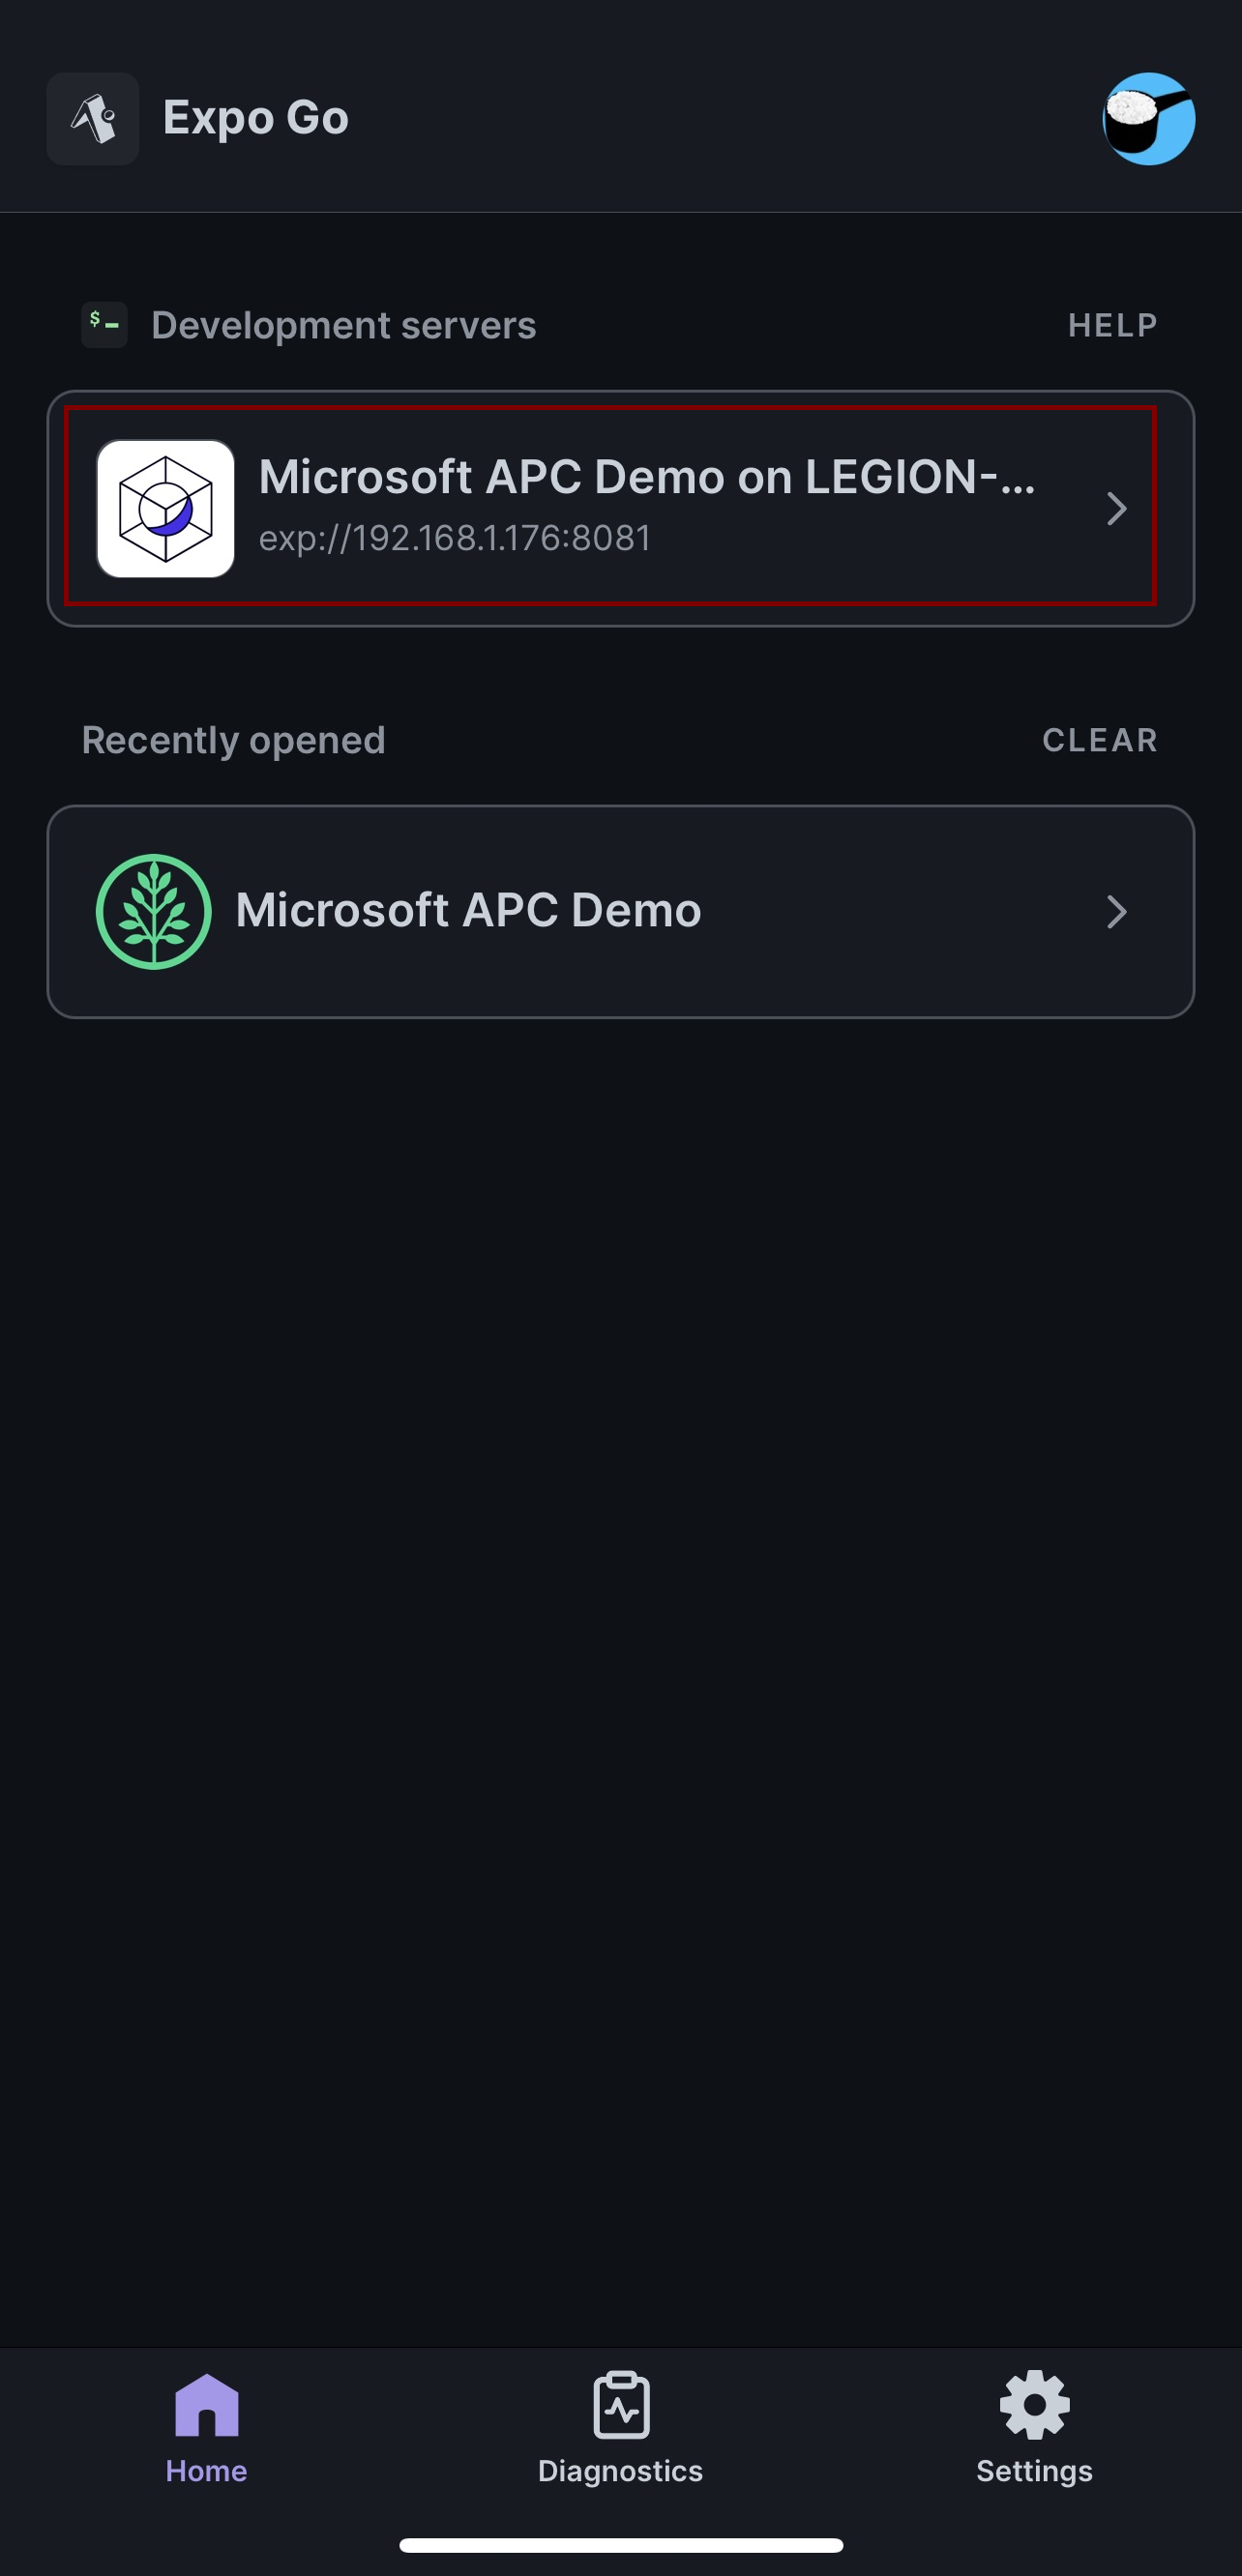 Expo Go
$ Development servers
HELP
Microsoft APC Demo on LEGION-...
exp://192.168.1.176:8081
Recently opened
CLEAR
Microsoft APC Demo
Home
Diagnostics
Settings